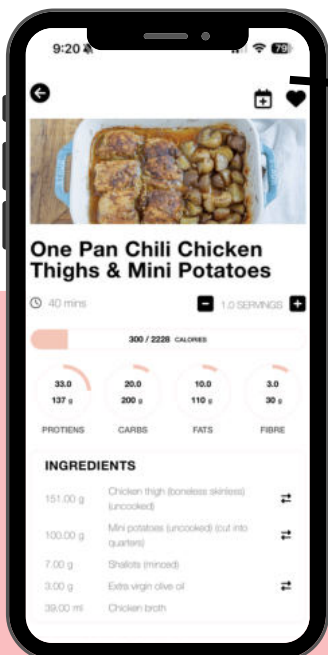 9:20
79
One Pan Chili Chicken
Thighs & Mini Potatoes
40 mins
1.0 SERVINGS
300 / 2228 CALORIES
33.0 20.0 10.0 3.0
137 g 200 g 110 g 30 g
PROTIENS CARBS FATS FIBRE
INGREDIENTS
151.00 g Chicken thigh (boneless skinless)
(uncooked)
100.00 g Mini potatoes (uncooked) (cut into
quarters)
7.00 g Shallots (minced)
3.00 g Extra virgin olive oil
39.00 ml Chicken broth